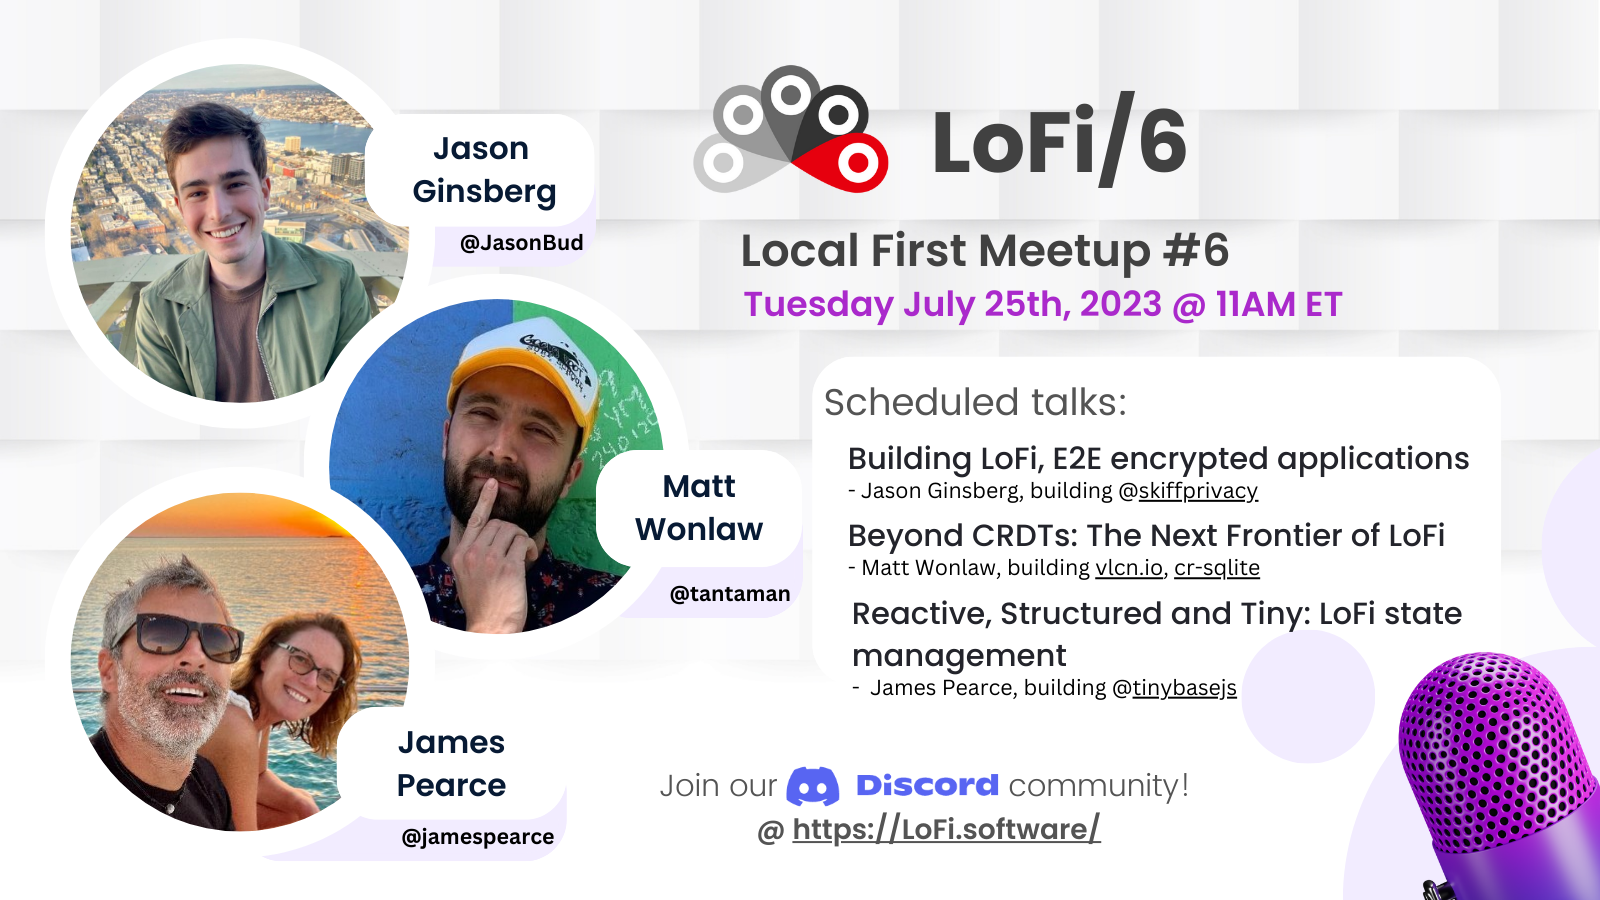 Jason
Ginsberg
@JasonBud
Matt
Wonlaw
@tantaman
James
Pearce
@jamespearce
LoFi/6
Local First Meetup #6
Tuesday July 25th, 2023 @ 11AM ET
Scheduled talks:
Building LoFi, E2E encrypted applications
- Jason Ginsberg, building @skiffprivacy
Beyond CRDTs: The Next Frontier of LoFi
- Matt Wonlaw, building vlcn.io, cr-sqlite
Reactive, Structured and Tiny: LoFi state
management
- James Pearce, building @tinybasejs
Join our Discord community!
@ https://LoFi.software/